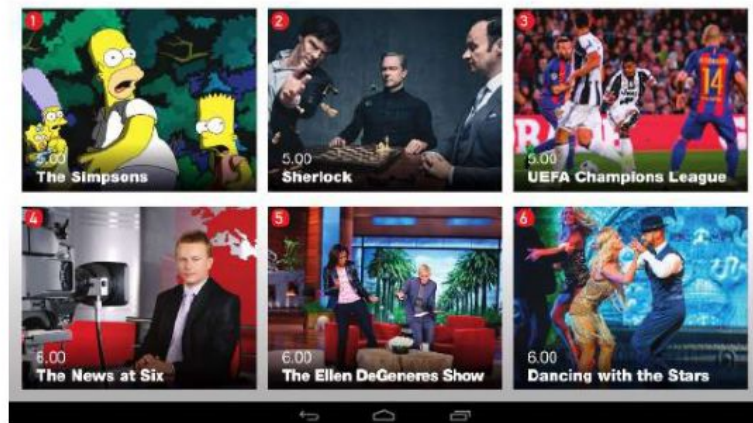 1
5.00
The Simpsons
2
5.00
Sherlock
3
14
5.00
UEFA Champions League
4
6.00
The News at Six
5
6.00
The Ellen DeGeneres Show
6
6.00
Dancing with the Stars